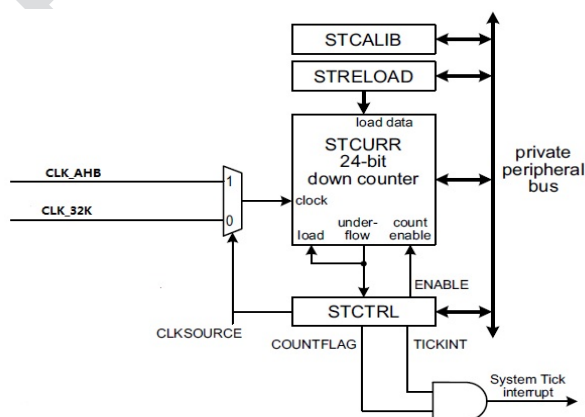 STCALIB
STRELOAD
load data
STCURR
24-bit
down counter
private
peripheral
bus
CLK_AHB
1
clock
CLK_32K
0
under-
count
load
flow
enable
ENABLE
STCTRL
CLKSOURCE
COUNTFLAG
TICKINT
System Tick
interrupt